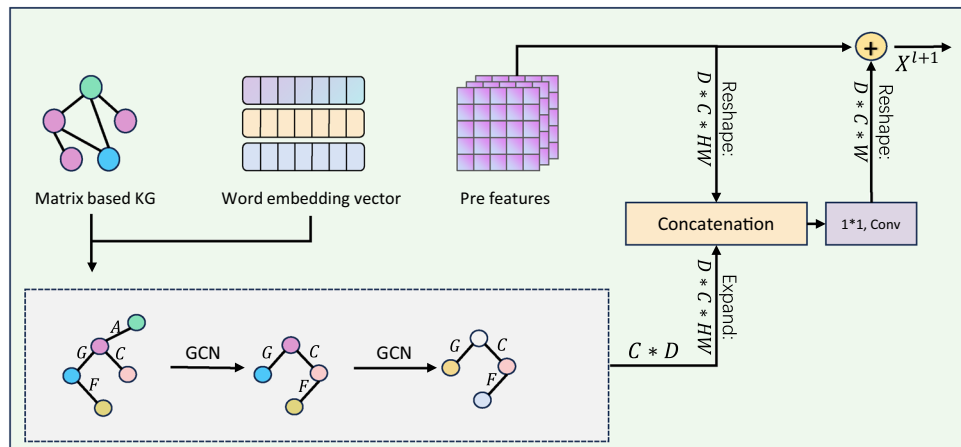 Matrix based KG
Word embedding vector
Pre features
Reshape:
D * C * HW
Reshape:
D * C * W
+
X^{l+1}
Concatenation
1*1, Conv
Expand:
D * C * HW
C * D
A
G
C
F
GCN
G
C
F
GCN
G
C
F